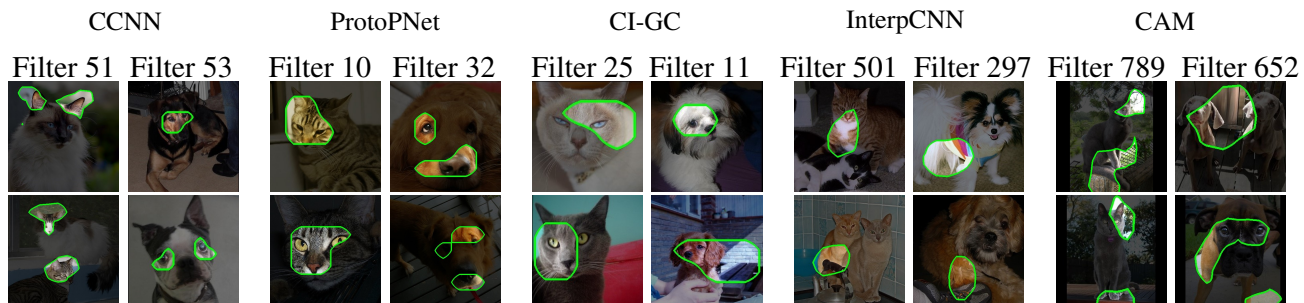 CCNN ProtoPNet CI-GC InterpCNN CAM
Filter 51 Filter 53 Filter 10 Filter 32 Filter 25 Filter 11 Filter 501 Filter 297 Filter 789 Filter 652